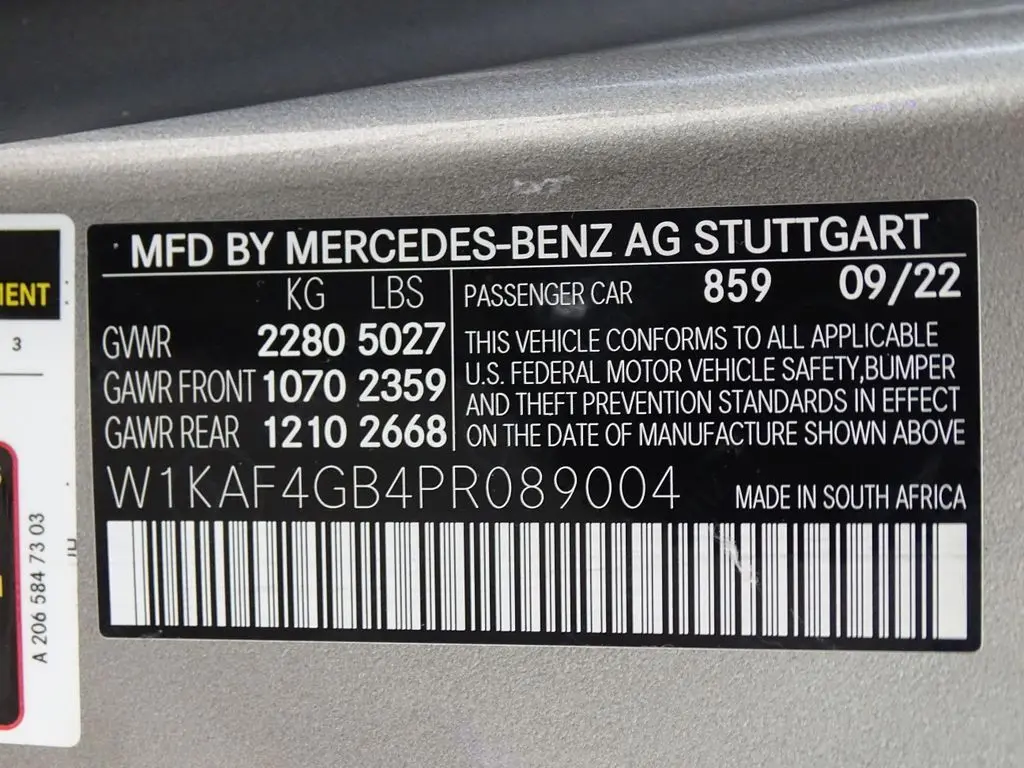 MFD BY MERCEDES-BENZ AG STUTTGART
KG LBS
GVWR 2280 5027
GAWR FRONT 1070 2359
GAWR REAR 1210 2668
PASSENGER CAR 859 09/22
THIS VEHICLE CONFORMS TO ALL APPLICABLE
U.S. FEDERAL MOTOR VEHICLE SAFETY,BUMPER
AND THEFT PREVENTION STANDARDS IN EFFECT
ON THE DATE OF MANUFACTURE SHOWN ABOVE
W1KAF4GB4PR089004 MADE IN SOUTH AFRICA
MENT
3
A 206 584 73 03